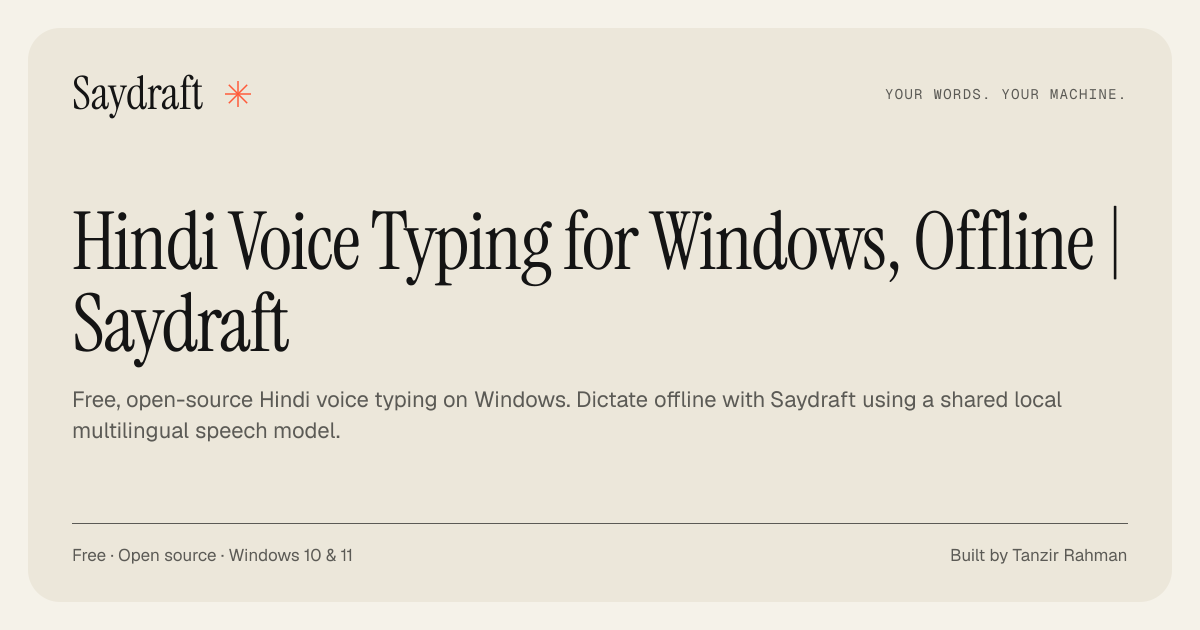 Saydraft
YOUR WORDS. YOUR MACHINE.
Hindi Voice Typing for Windows, Offline |
Saydraft
Free, open-source Hindi voice typing on Windows. Dictate offline with Saydraft using a shared local
multilingual speech model.
Free · Open source · Windows 10 & 11
Built by Tanzir Rahman